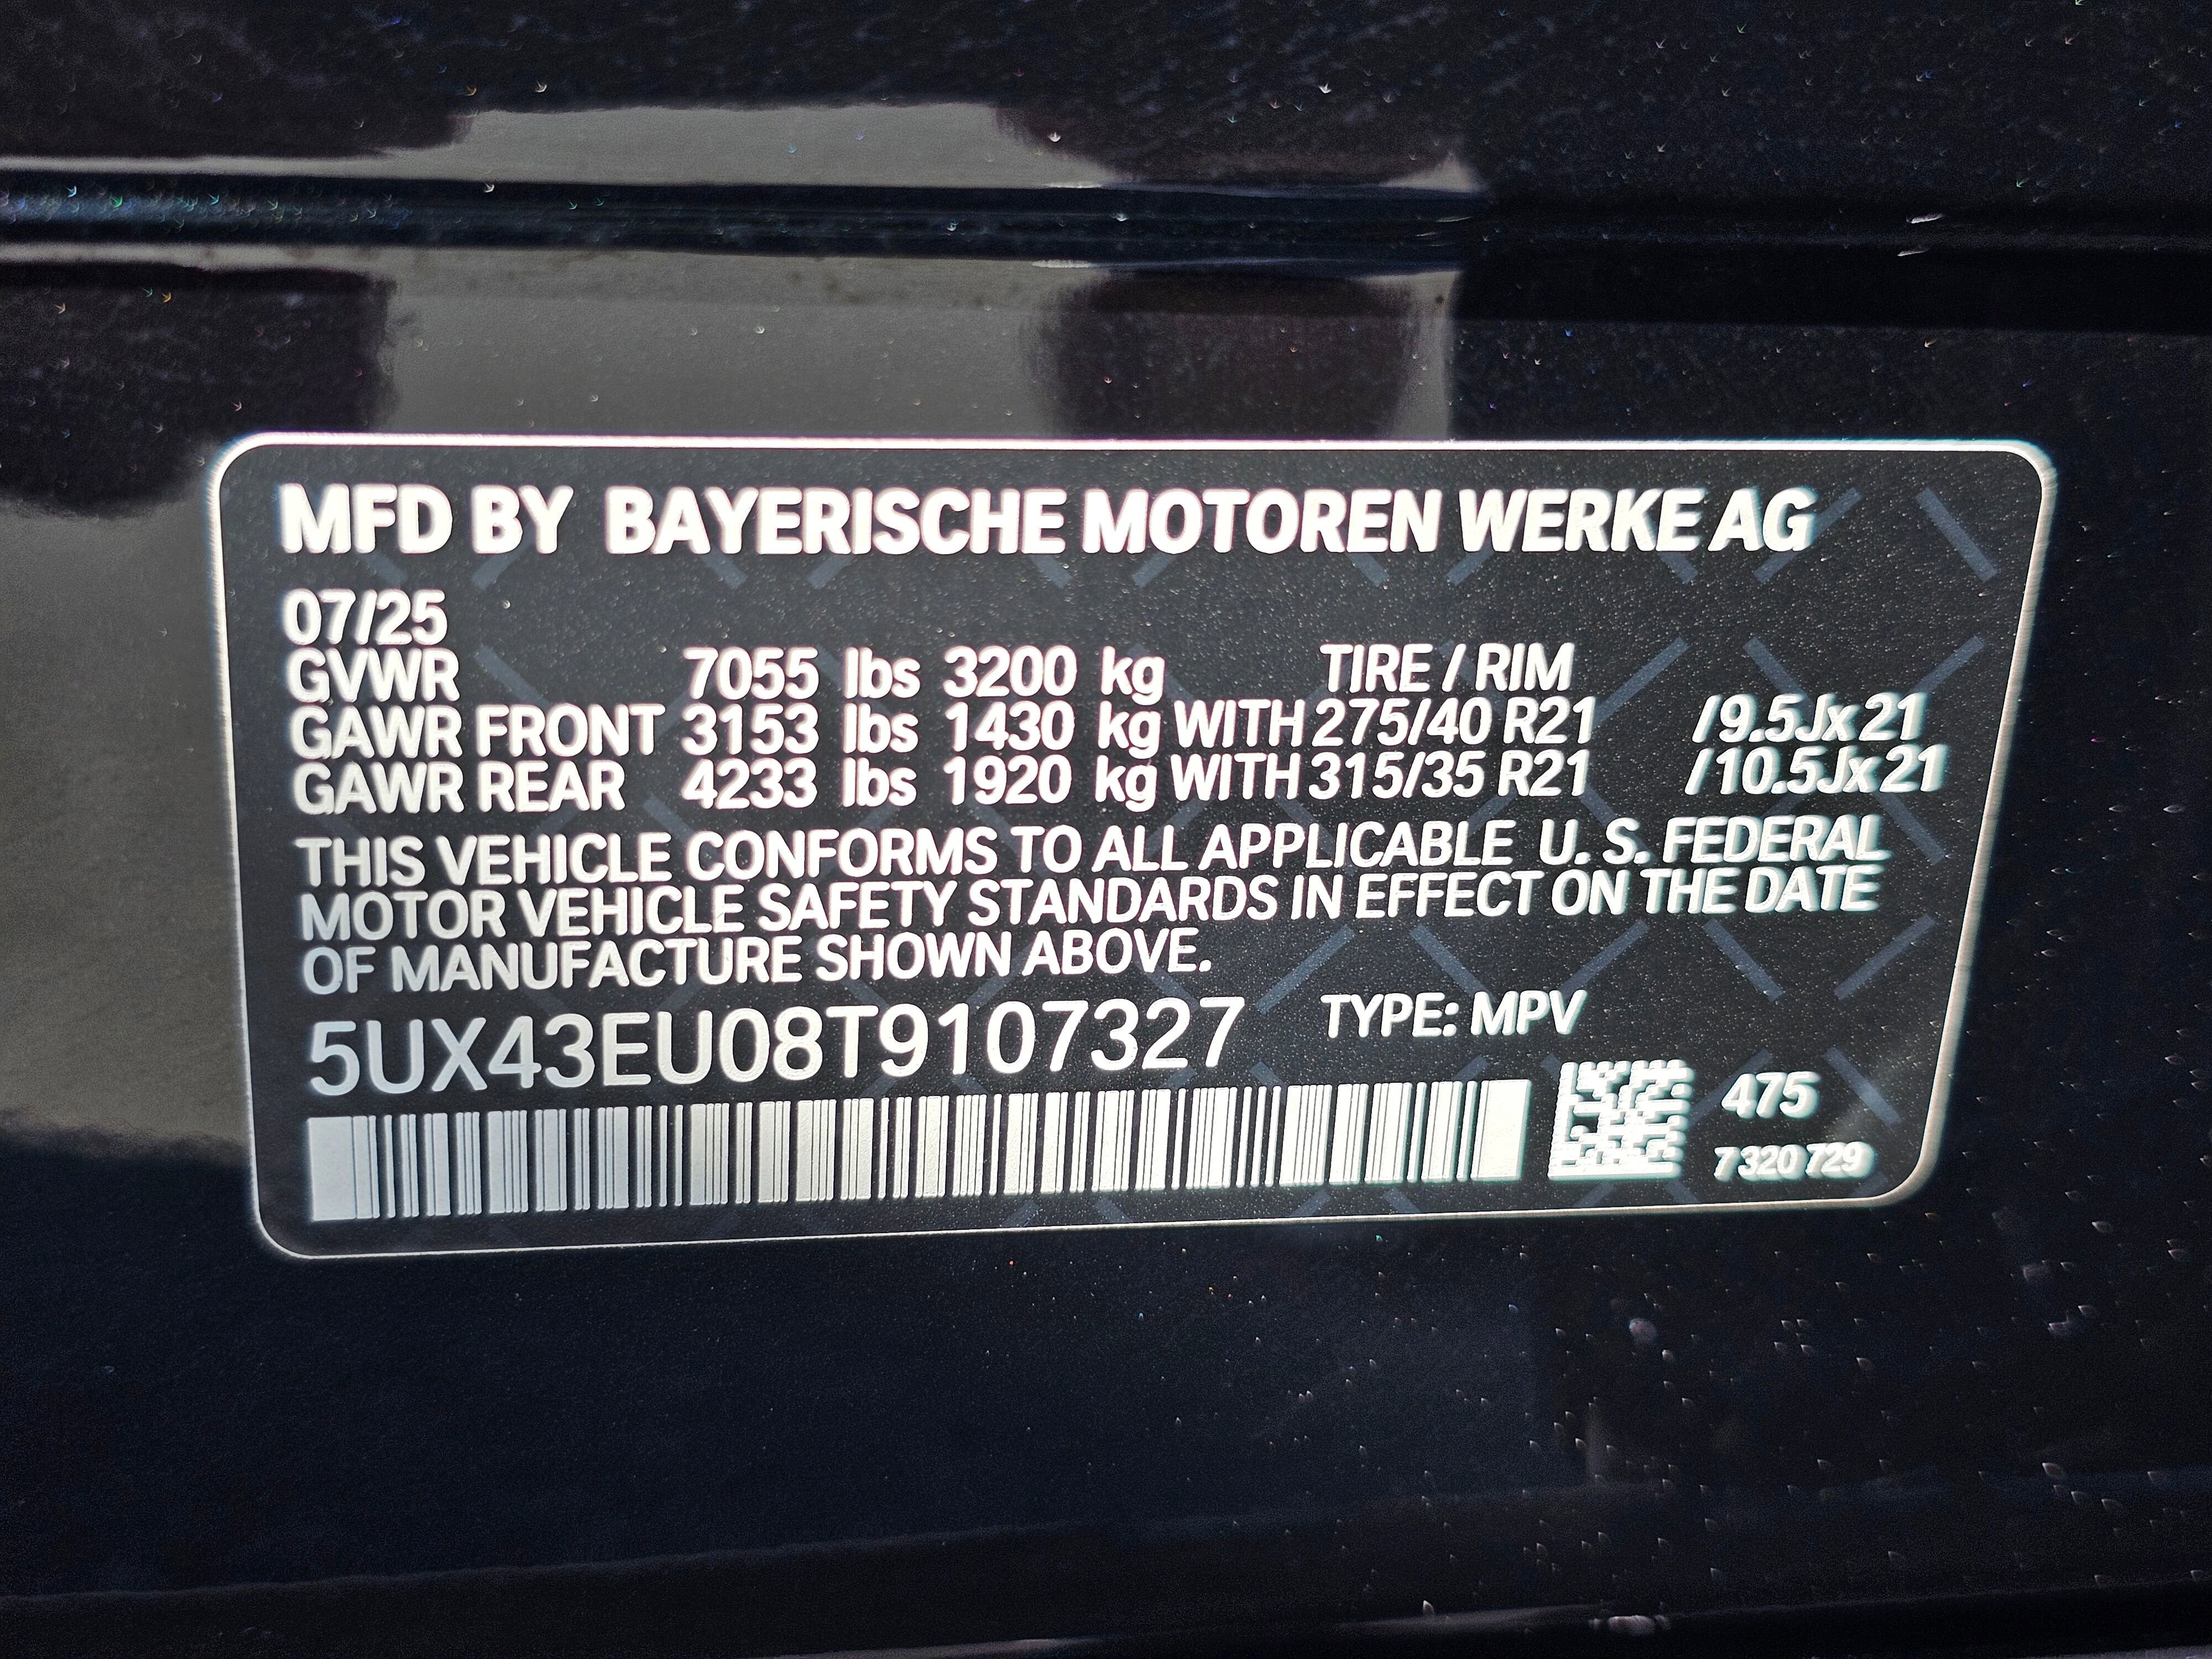 MFD BY BAYERISCHE MOTOREN WERKE AG
07/25
GVWR 7055 lbs 3200 kg TIRE / RIM
GAWR FRONT 3153 lbs 1430 kg WITH 275/40 R21 /9.5Jx21
GAWR REAR 4233 lbs 1920 kg WITH 315/35 R21 /10.5Jx21
THIS VEHICLE CONFORMS TO ALL APPLICABLE U. S. FEDERAL
MOTOR VEHICLE SAFETY STANDARDS IN EFFECT ON THE DATE
OF MANUFACTURE SHOWN ABOVE.
5UX43EU08T9107327 TYPE: MPV
475
7 320 729